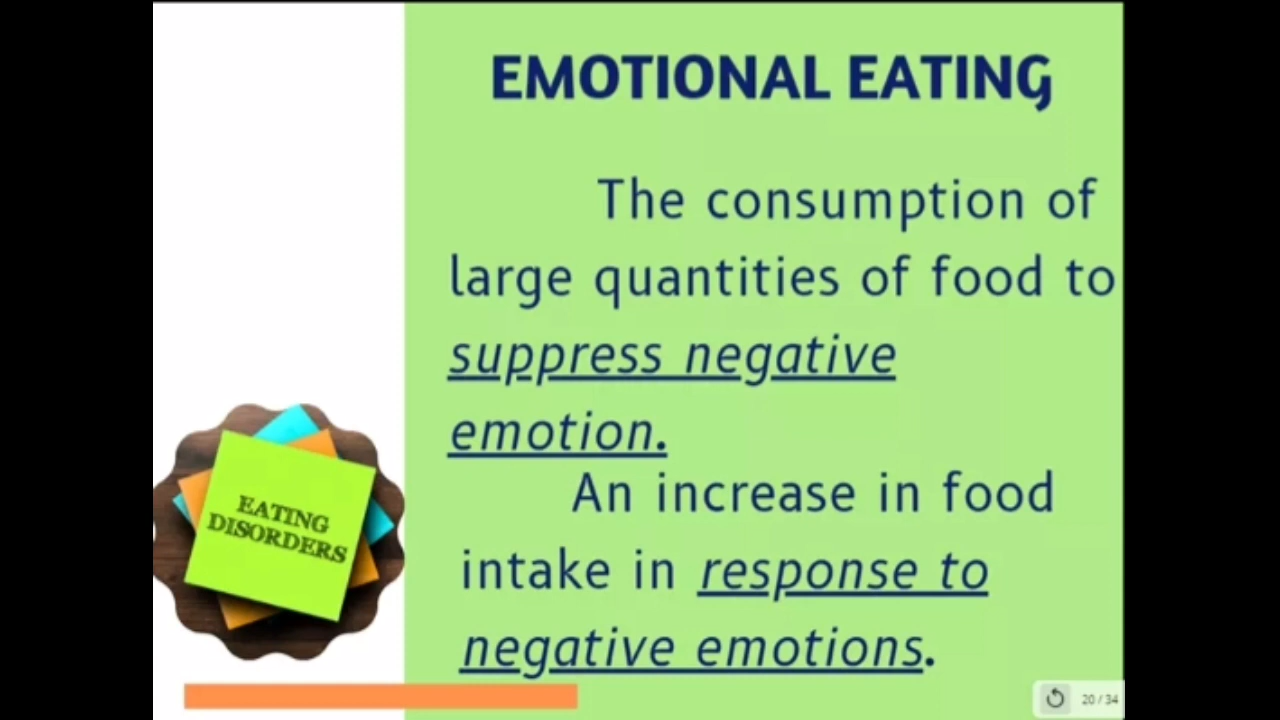 EMOTIONAL EATING
The consumption of
large quantities of food to
suppress negative
emotion.
An increase in food
intake in response to
negative emotions.
EATING
DISORDERS
20 / 34